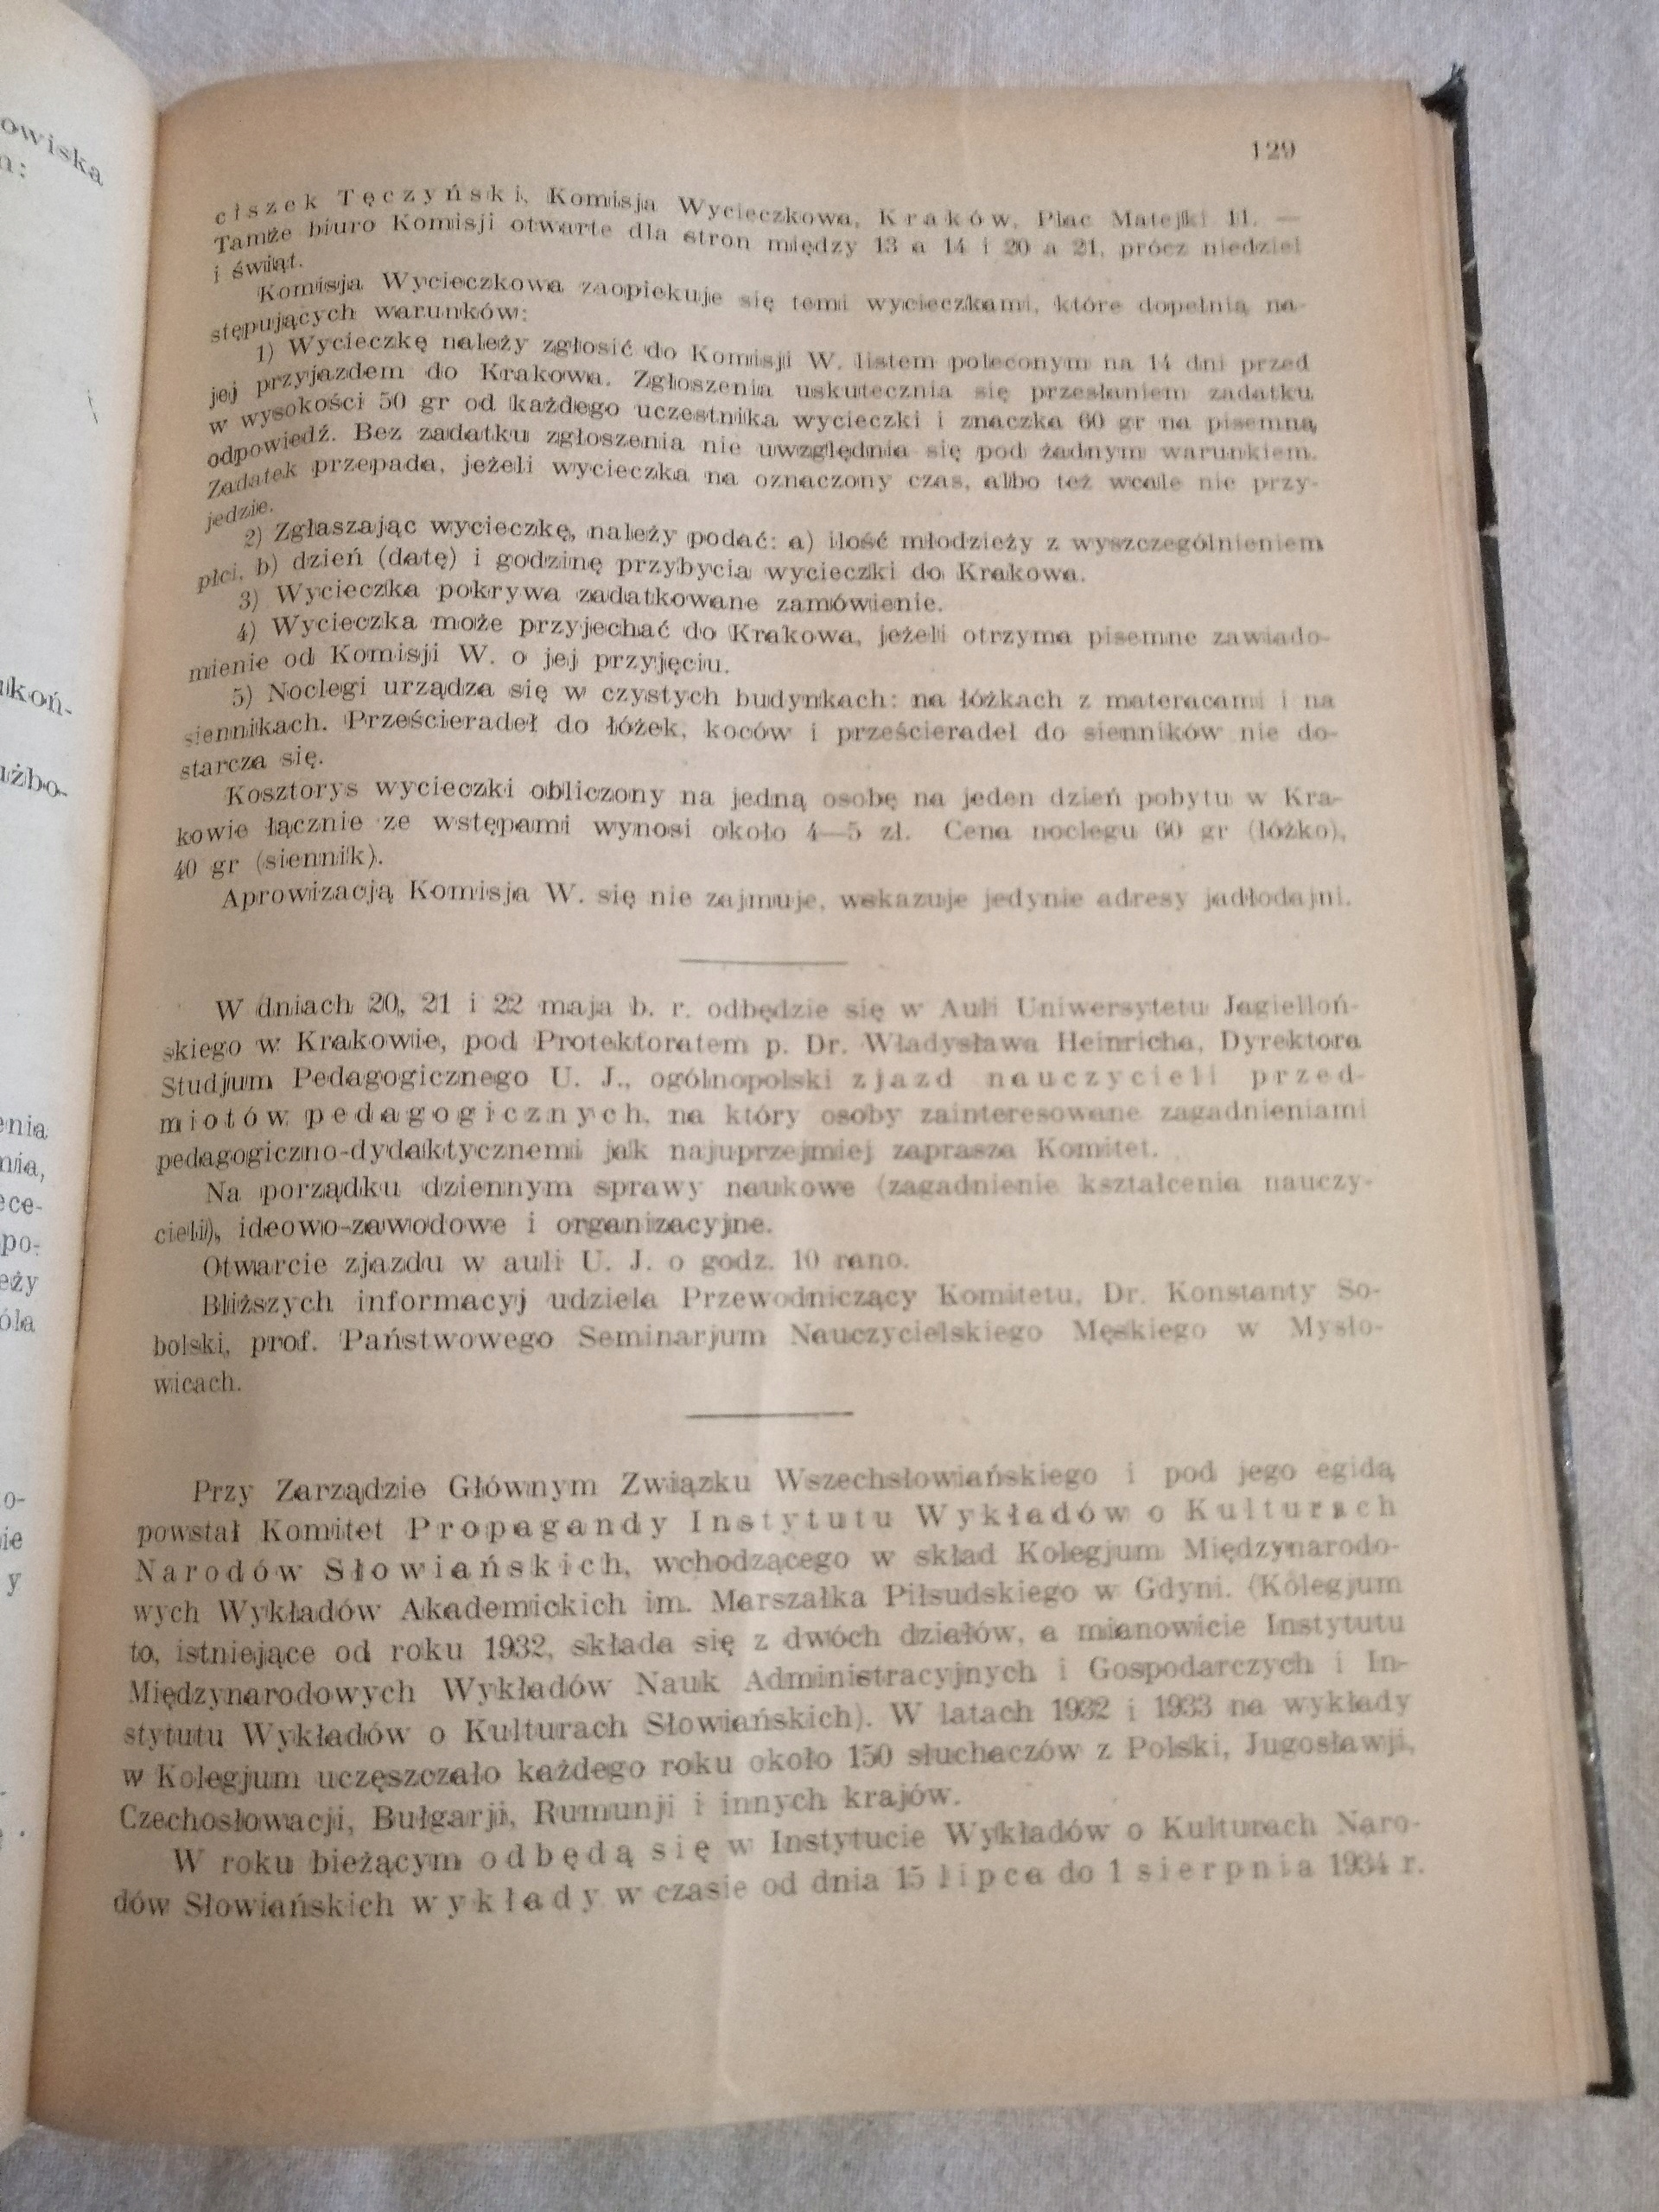 129
ciszek Tęczyński, Komisja Wycieczkowa, Kraków, Plac Matejki 11. —
Tamże biuro Komisji otwarte dla stron między 13 a 14 i 20 a 21, prócz niedziel
i świąt.
Komisja Wycieczkowa zaopiekuje się temi wycieczkami, które dopełnią na-
stępujących warunków:
1) Wycieczkę należy zgłosić do Komisji W. listem poleconym na 14 dni przed
jej przyjazdem do Krakowa. Zgłoszenia uskutecznia się przesłaniem zadatku
w wysokości 50 gr od każdego uczestnika wycieczki i znaczka 60 gr na pisemną
odpowiedź. Bez zadatku zgłoszenia nie uwzględnia się pod żadnym warunkiem.
Zadatek przepada, jeżeli wycieczka na oznaczony czas, albo też wcale nie przy-
jedzie.
2) Zgłaszając wycieczkę, należy podać: a) ilość młodzieży z wyszczególnieniem
płci, b) dzień (datę) i godzinę przybycia wycieczki do Krakowa.
3) Wycieczka pokrywa zadatkowane zamówienie.
4) Wycieczka może przyjechać do Krakowa, jeżeli otrzyma pisemne zawiado-
mienie od Komisji W. o jej przyjęciu.
5) Noclegi urządza się w czystych budynkach: na łóżkach z materacami i na
siennikach. Prześcieradeł do łóżek, koców i prześcieradeł do sienników nie do-
starcza się.
Kosztorys wycieczki obliczony na jedną osobę na jeden dzień pobytu w Kra-
kowie łącznie ze wstępami wynosi około 4—5 zł. Cena noclegu 60 gr (łóżko),
40 gr (siennik).
Aprowizacją Komisja W. się nie zajmuje, wskazuje jedynie adresy jadłodajni.
W dniach 20, 21 i 22 maja b. r. odbędzie się w Auli Uniwersytetu Jagielloń-
skiego w Krakowie, pod Protektoratem p. Dr. Władysława Heinricha, Dyrektora
Studjum Pedagogicznego U. J., ogólnopolski zjazd nauczycieli przed-
miotów pedagogicznych, na który osoby zainteresowane zagadnieniami
pedagogiczno-dydaktycznemi jak najuprzejmiej zaprasza Komitet.
Na porządku dziennym sprawy naukowe (zagadnienie kształcenia nauczy-
cieli), ideowo-zawodowe i organizacyjne.
Otwarcie zjazdu w auli U. J. o godz. 10 rano.
Bliższych informacyj udziela Przewodniczący Komitetu, Dr. Konstanty So-
bolski, prof. Państwowego Seminarjum Nauczycielskiego Męskiego w Mysło-
wicach.
Przy Zarządzie Głównym Związku Wszechsłowiańskiego i pod jego egidą
powstał Komitet Propagandy Instytutu Wykładów o Kulturach
Narodów Słowiańskich, wchodzącego w skład Kolegjum Międzynarodo-
wych Wykładów Akademickich im. Marszałka Piłsudskiego w Gdyni. (Kolegjum
to, istniejące od roku 1932, składa się z dwóch działów, a mianowicie Instytutu
Międzynarodowych Wykładów Nauk Administracyjnych i Gospodarczych i In-
stytutu Wykładów o Kulturach Słowiańskich). W latach 1932 i 1933 na wykłady
w Kolegjum uczęszczało każdego roku około 150 słuchaczów z Polski, Jugosławji,
Czechosłowacji, Bułgarji, Rumunji i innych krajów.
W roku bieżącym odbędą się w Instytucie Wykładów o Kulturach Naro-
dów Słowiańskich wykłady w czasie od dnia 15 lipca do 1 sierpnia 1934 r.